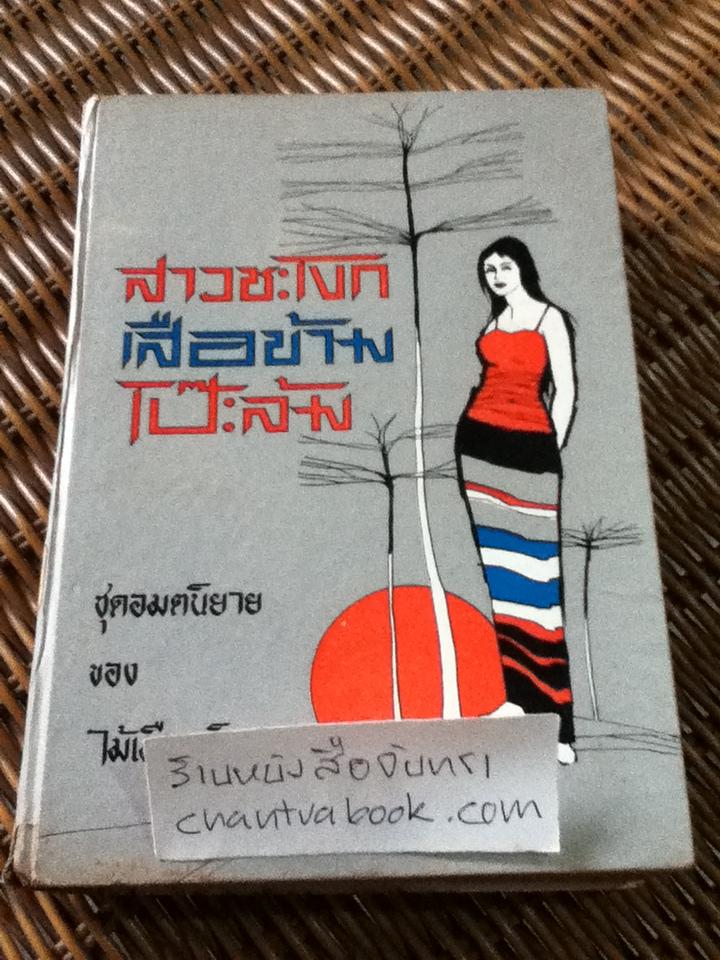 สาวชะโงก
เสือข้าม
โป๊ะล้ม
ชุดอมตนิยาย
ของ
ร้านหนังสือจันทรา
chantrabook.com